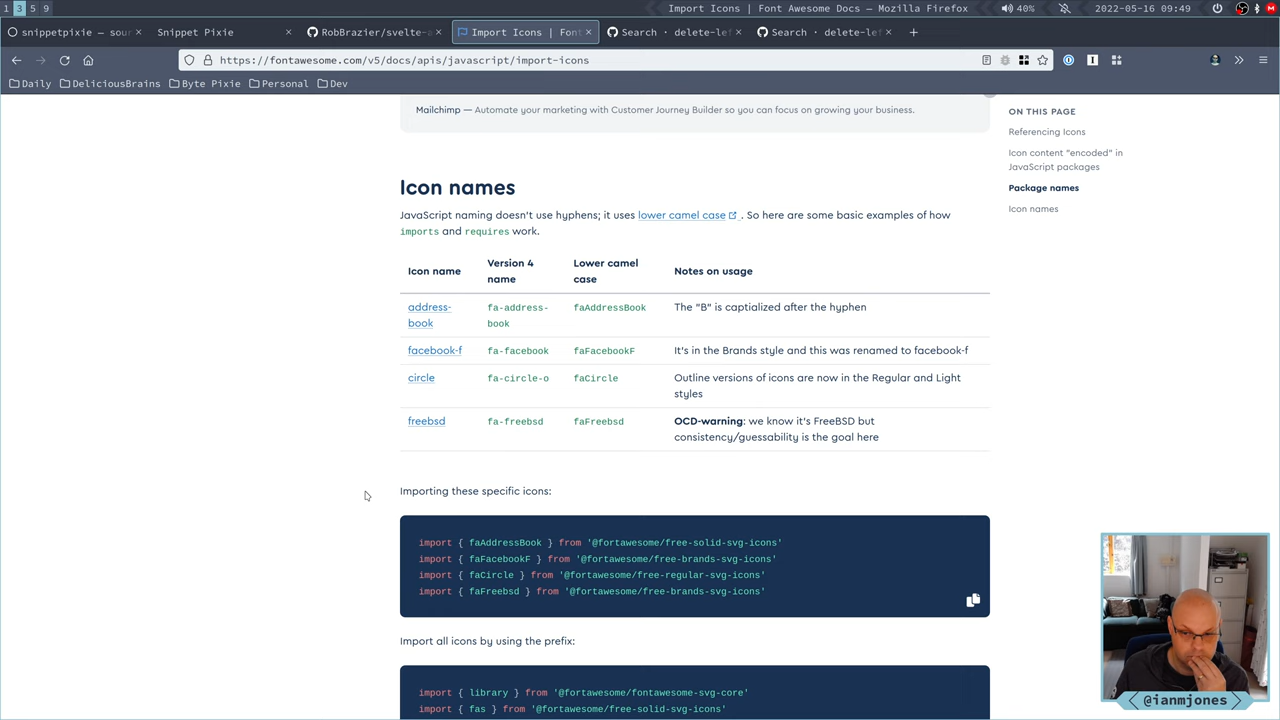 1 3 5 9
Import Icons | Font Awesome Docs — Mozilla Firefox
40%
2022-05-16 09:49
snippetpixie — sour
Snippet Pixie
RobBrazier/svelte-a
Import Icons | Font
Search · delete-lef
Search · delete-lef
https://fontawesome.com/v5/docs/apis/javascript/import-icons
Daily
DeliciousBrains
Byte Pixie
Personal
Dev
Mailchimp — Automate your marketing with Customer Journey Builder so you can focus on growing your business.
ON THIS PAGE
Referencing Icons
Icon content "encoded" in
JavaScript packages
Package names
Icon names
Icon names
JavaScript naming doesn't use hyphens; it uses lower camel case . So here are some basic examples of how
imports and requires work.
Icon name
Version 4
name
Lower camel
case
Notes on usage
address-
book
fa-address-
book
faAddressBook
The "B" is captialized after the hyphen
facebook-f
fa-facebook
faFacebookF
It's in the Brands style and this was renamed to facebook-f
circle
fa-circle-o
faCircle
Outline versions of icons are now in the Regular and Light
styles
freebsd
fa-freebsd
faFreebsd
OCD-warning: we know it's FreeBSD but
consistency/guessability is the goal here
Importing these specific icons:
import { faAddressBook } from '@fortawesome/free-solid-svg-icons'
import { faFacebookF } from '@fortawesome/free-brands-svg-icons'
import { faCircle } from '@fortawesome/free-regular-svg-icons'
import { faFreebsd } from '@fortawesome/free-brands-svg-icons'
Import all icons by using the prefix:
import { library } from '@fortawesome/fontawesome-svg-core'
import { fas } from '@fortawesome/free-solid-svg-icons'
@ianmjones